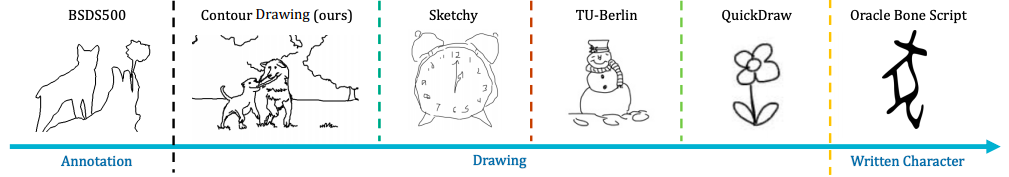 BSDS500
Contour Drawing (ours)
Sketchy
TU-Berlin
QuickDraw
Oracle Bone Script
Annotation
Drawing
Written Character